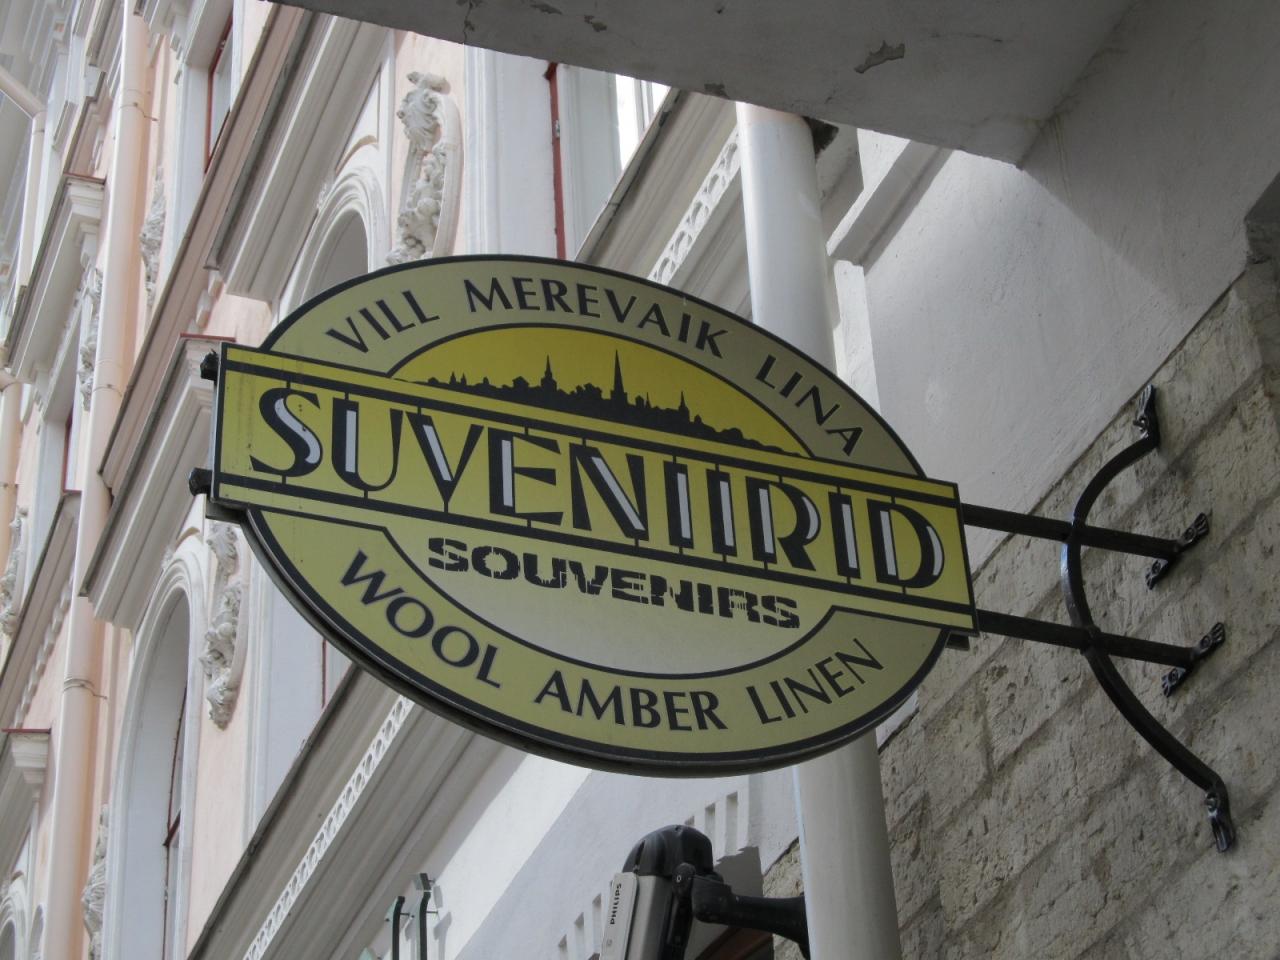 VILL MEREVAIK LINA
SUVENIIRID
SOUVENIRS
WOOL AMBER LINEN
PHILIPS